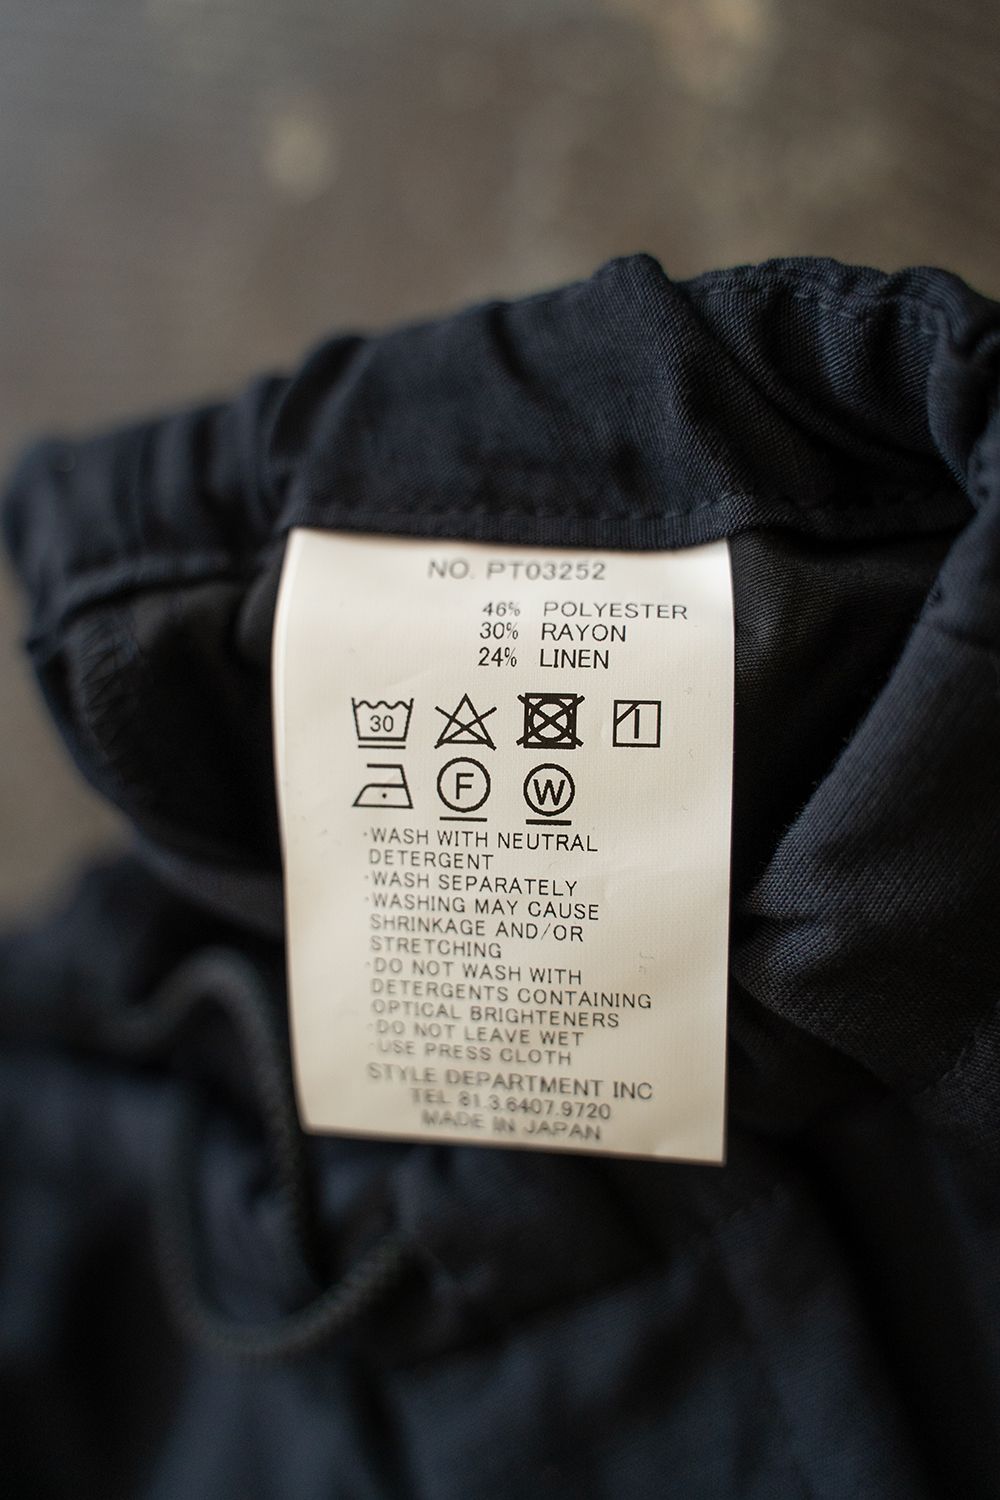 NO. PT03252
46% POLYESTER
30% RAYON
24% LINEN
30
F W
·WASH WITH NEUTRAL
DETERGENT
·WASH SEPARATELY
·WASHING MAY CAUSE
SHRINKAGE AND/OR
STRETCHING
·DO NOT WASH WITH
DETERGENTS CONTAINING
OPTICAL BRIGHTENERS
·DO NOT LEAVE WET
·USE PRESS CLOTH
STYLE DEPARTMENT INC
TEL 81.3.6407.9720
MADE IN JAPAN